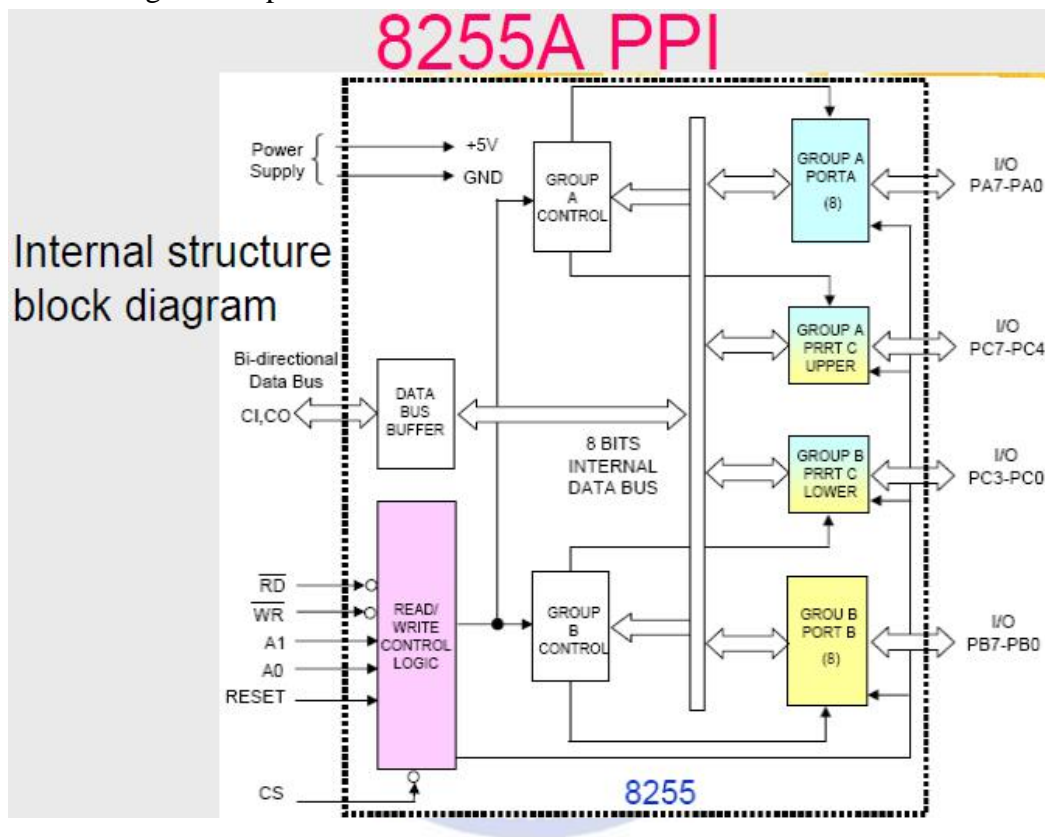 8255A PPI
Internal structure
block diagram
Power
Supply
+5V
GND
GROUP
A
CONTROL
GROUP A
PORTA
(8)
I/O
PA7-PA0
GROUP A
PRRT C
UPPER
I/O
PC7-PC4
Bi-directional
Data Bus
CI,CO
DATA
BUS
BUFFER
8 BITS
INTERNAL
DATA BUS
GROUP B
PRRT C
LOWER
I/O
PC3-PC0
RD
WR
A1
A0
RESET
CS
READ/
WRITE
CONTROL
LOGIC
GROUP
B
CONTROL
GROU B
PORT B
(8)
I/O
PB7-PB0
8255